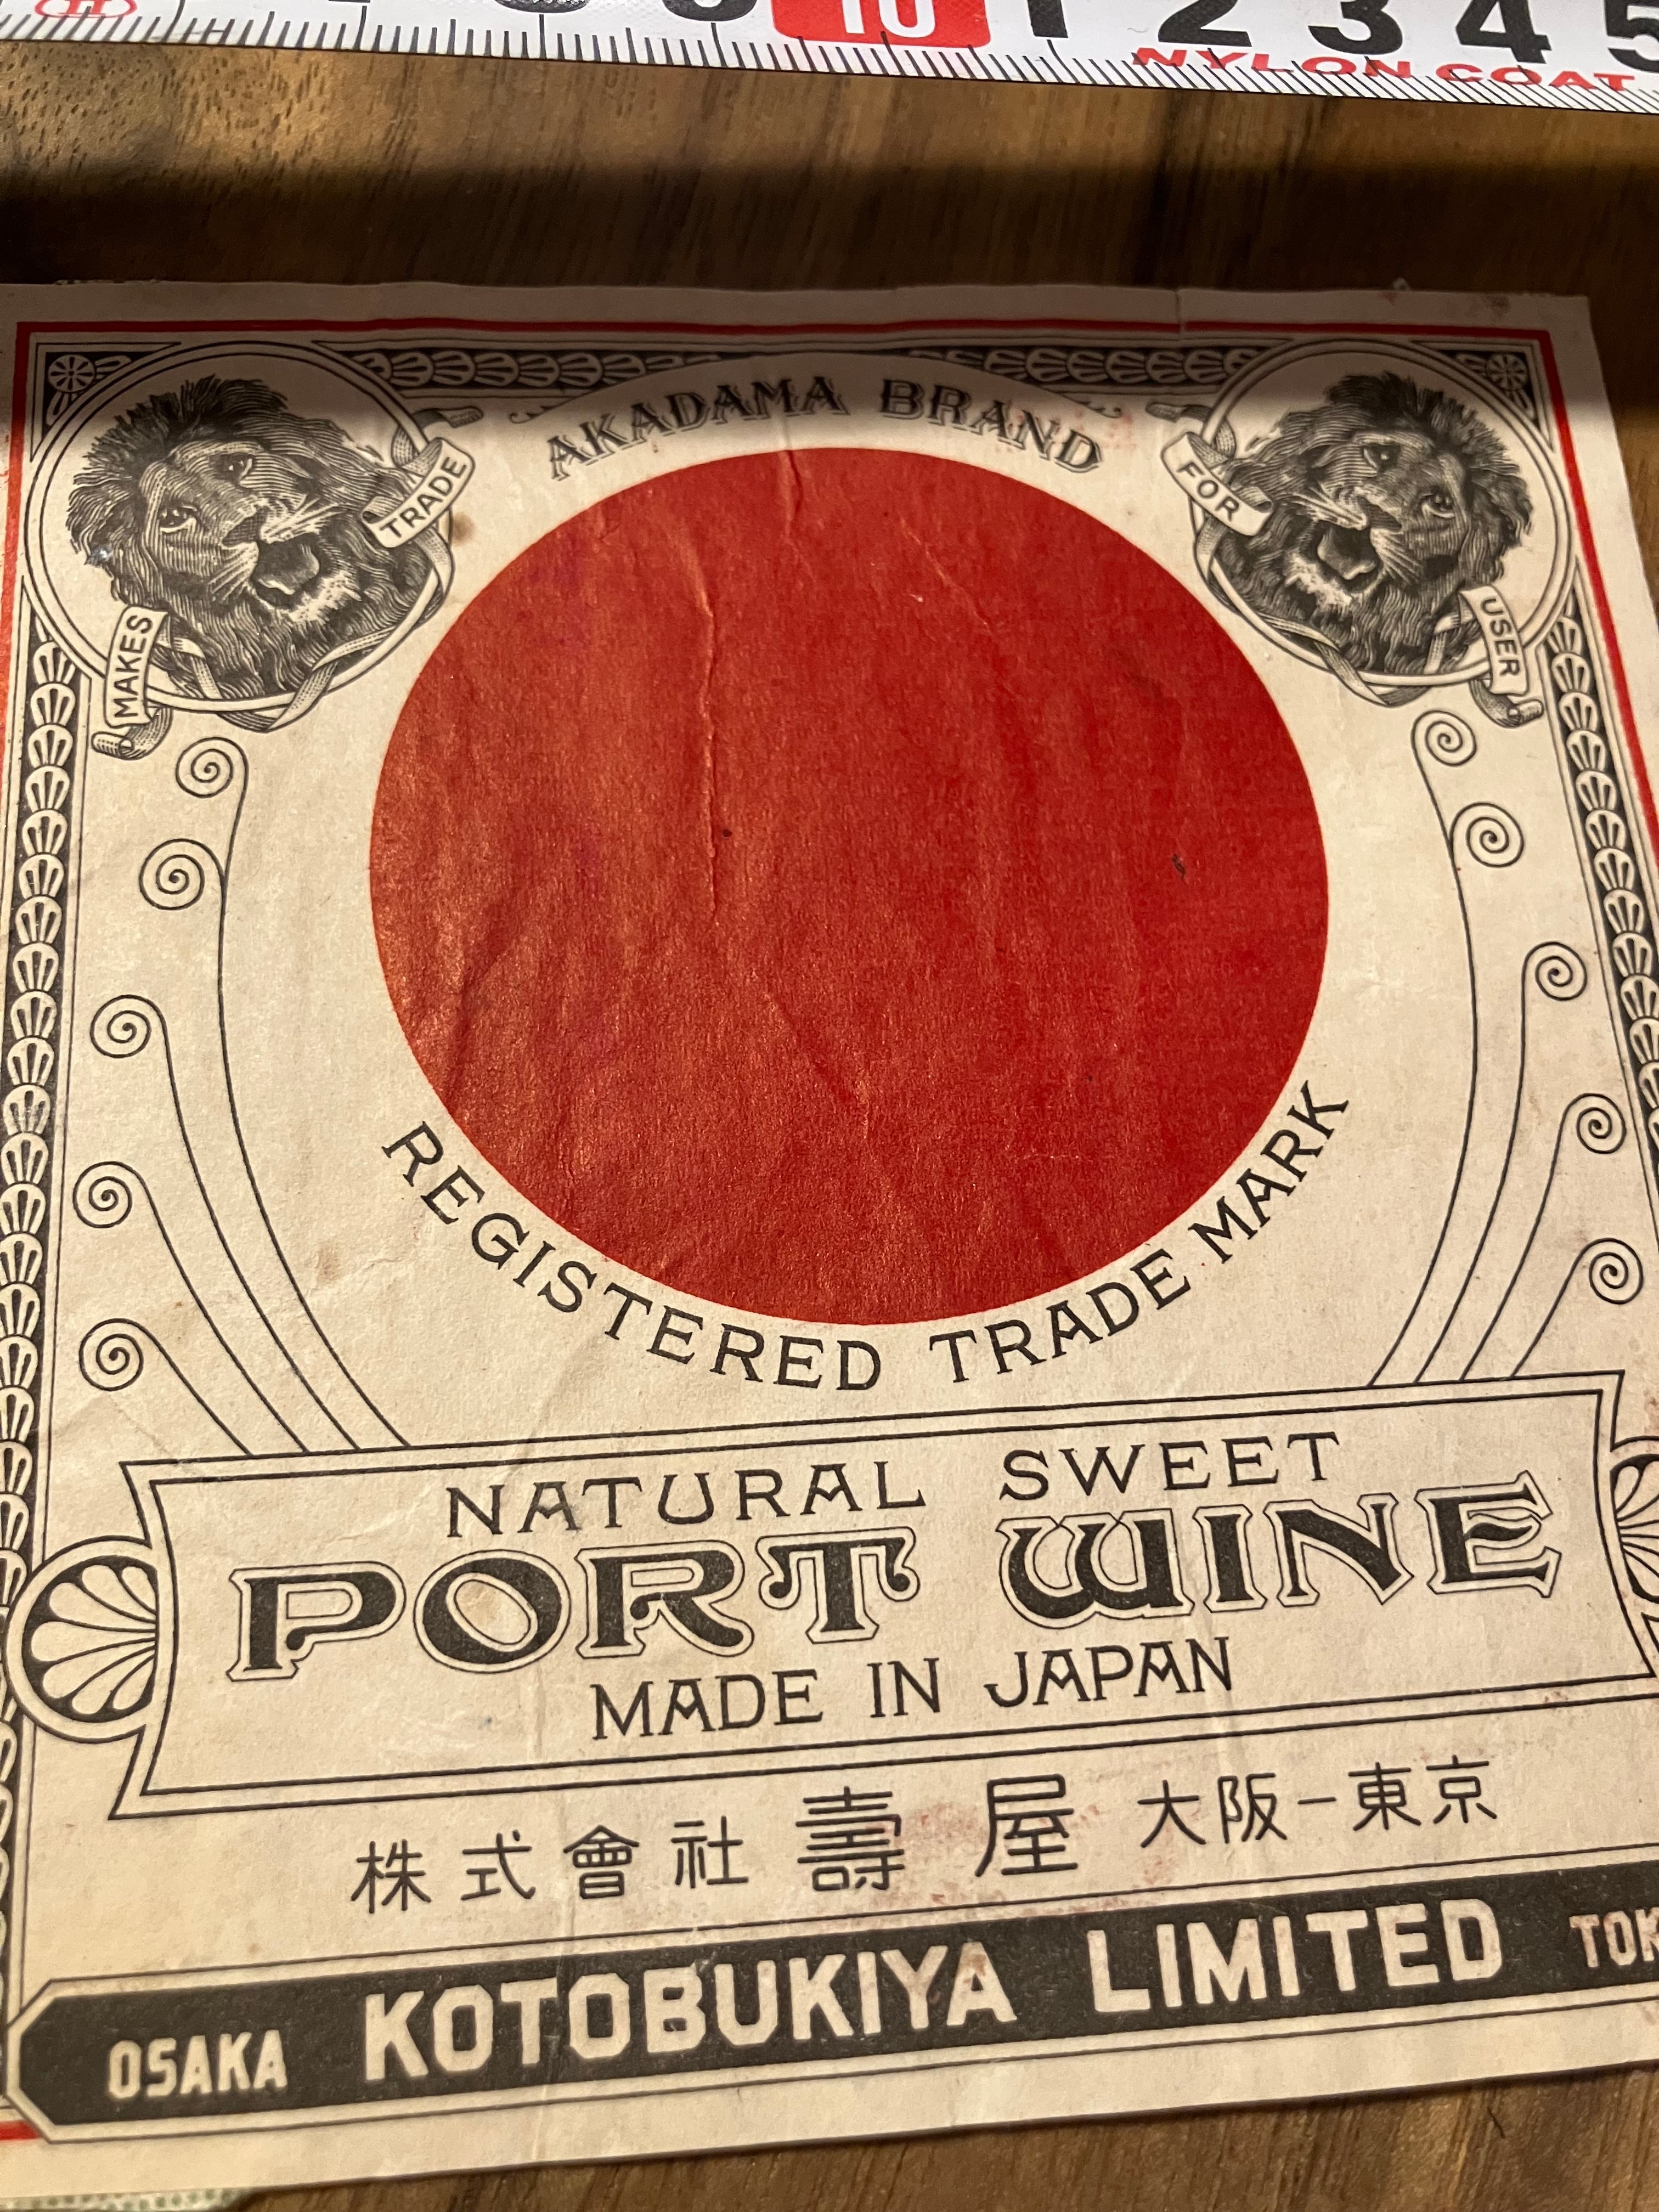 10 1 2 3 4 5
NYLON COAT
AKADAMA BRAND
MAKES TRADE
FOR USER
REGISTERED TRADE MARK
NATURAL SWEET
PORT WINE
MADE IN JAPAN
株式會社 壽屋 大阪－東京
OSAKA KOTOBUKIYA LIMITED TOK